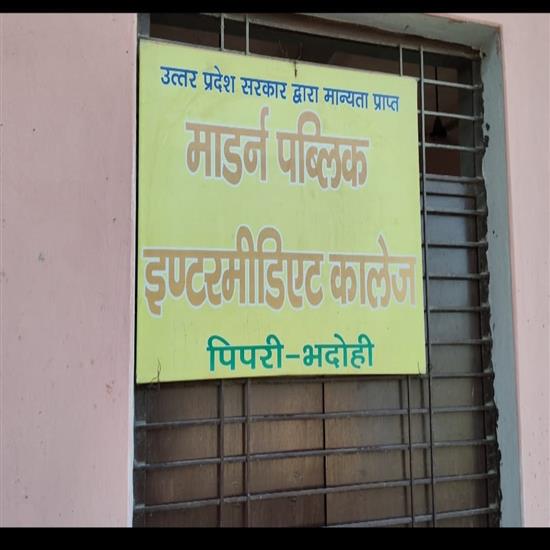 उत्तर प्रदेश सरकार द्वारा मान्यता प्राप्त
माडर्न पब्लिक
इण्टरमीडिएट कालेज
पिपरी-भदोही